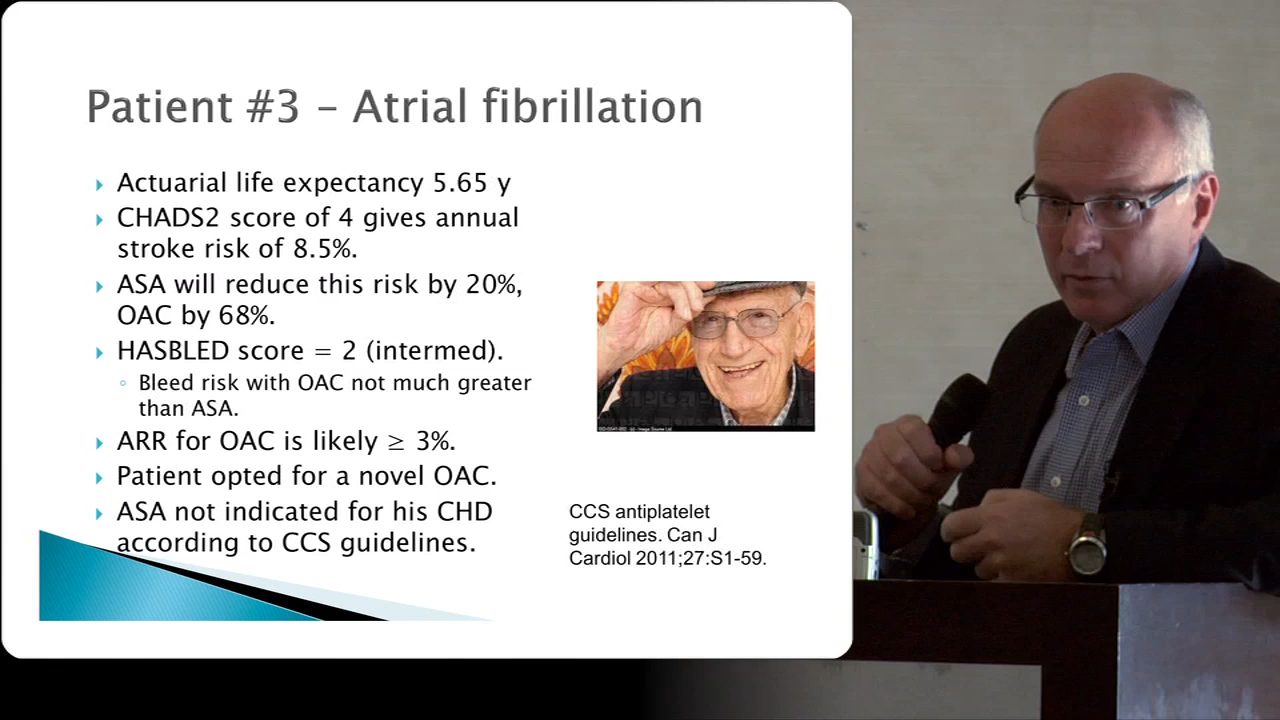 Patient #3 – Atrial fibrillation
Actuarial life expectancy 5.65 y
CHADS2 score of 4 gives annual
stroke risk of 8.5%.
ASA will reduce this risk by 20%,
OAC by 68%.
HASBLED score = 2 (intermed).
Bleed risk with OAC not much greater
than ASA.
ARR for OAC is likely ≥ 3%.
Patient opted for a novel OAC.
ASA not indicated for his CHD
according to CCS guidelines.
CCS antiplatelet
guidelines. Can J
Cardiol 2011;27:S1-59.